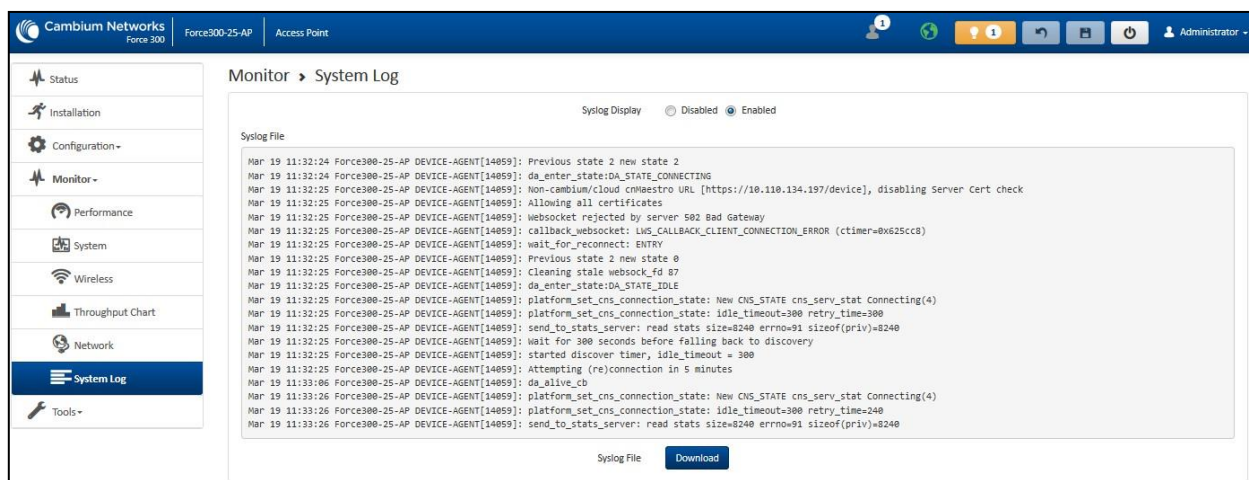 Cambium Networks
Force 300
Force300-25-AP
Access Point
1
1
Administrator
Status
Installation
Configuration
Monitor
Performance
System
Wireless
Throughput Chart
Network
System Log
Tools
Monitor > System Log
Syslog Display Disabled Enabled
Syslog File
Mar 19 11:32:24 Force300-25-AP DEVICE-AGENT[14059]: Previous state 2 new state 2
Mar 19 11:32:24 Force300-25-AP DEVICE-AGENT[14059]: da_enter_state:DA_STATE_CONNECTING
Mar 19 11:32:25 Force300-25-AP DEVICE-AGENT[14059]: Non-cambium/cloud cnMaestro URL [https://10.110.134.197/device], disabling Server Cert check
Mar 19 11:32:25 Force300-25-AP DEVICE-AGENT[14059]: Allowing all certificates
Mar 19 11:32:25 Force300-25-AP DEVICE-AGENT[14059]: Websocket rejected by server 502 Bad Gateway
Mar 19 11:32:25 Force300-25-AP DEVICE-AGENT[14059]: callback_websocket: LWS_CALLBACK_CLIENT_CONNECTION_ERROR (ctimer=0x625cc8)
Mar 19 11:32:25 Force300-25-AP DEVICE-AGENT[14059]: wait_for_reconnect: ENTRY
Mar 19 11:32:25 Force300-25-AP DEVICE-AGENT[14059]: Previous state 2 new state 0
Mar 19 11:32:25 Force300-25-AP DEVICE-AGENT[14059]: Cleaning stale websock_fd 87
Mar 19 11:32:25 Force300-25-AP DEVICE-AGENT[14059]: da_enter_state:DA_STATE_IDLE
Mar 19 11:32:25 Force300-25-AP DEVICE-AGENT[14059]: platform_set_cns_connection_state: New CNS_STATE cns_serv_stat Connecting(4)
Mar 19 11:32:25 Force300-25-AP DEVICE-AGENT[14059]: platform_set_cns_connection_state: idle_timeout=300 retry_time=300
Mar 19 11:32:25 Force300-25-AP DEVICE-AGENT[14059]: send_to_stats_server: read stats size=8240 errno=91 sizeof(priv)=8240
Mar 19 11:32:25 Force300-25-AP DEVICE-AGENT[14059]: Wait for 300 seconds before falling back to discovery
Mar 19 11:32:25 Force300-25-AP DEVICE-AGENT[14059]: started discover timer, idle_timeout = 300
Mar 19 11:32:25 Force300-25-AP DEVICE-AGENT[14059]: Attempting (re)connection in 5 minutes
Mar 19 11:33:06 Force300-25-AP DEVICE-AGENT[14059]: da_alive_cb
Mar 19 11:33:26 Force300-25-AP DEVICE-AGENT[14059]: platform_set_cns_connection_state: New CNS_STATE cns_serv_stat Connecting(4)
Mar 19 11:33:26 Force300-25-AP DEVICE-AGENT[14059]: platform_set_cns_connection_state: idle_timeout=300 retry_time=240
Mar 19 11:33:26 Force300-25-AP DEVICE-AGENT[14059]: send_to_stats_server: read stats size=8240 errno=91 sizeof(priv)=8240
Syslog File Download